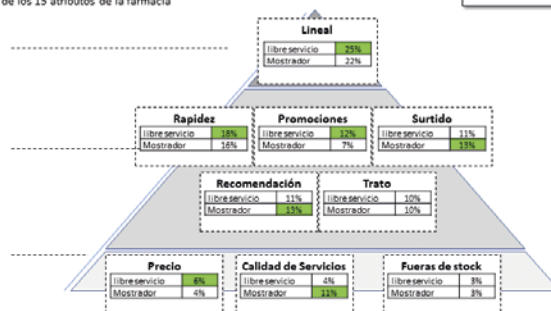 de los 15 atributos de la farmacia
Lineal
libre servicio 25%
Mostrador 22%
Rapidez Promociones Surtido
libre servicio 18% libre servicio 12% libre servicio 11%
Mostrador 16% Mostrador 7% Mostrador 13%
Recomendación Trato
libre servicio 11% libre servicio 10%
Mostrador 13% Mostrador 10%
Precio Calidad de Servicios Fueras de stock
libre servicio 6% libre servicio 4% libre servicio 3%
Mostrador 4% Mostrador 11% Mostrador 3%